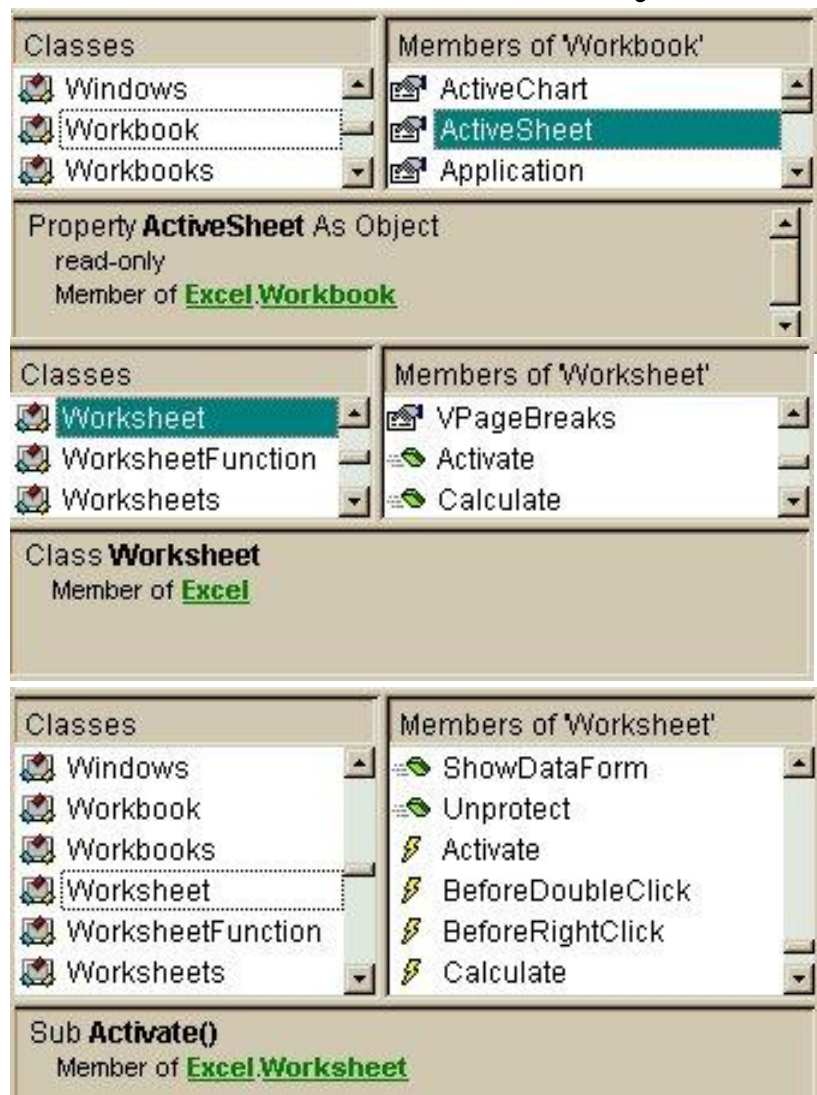 Classes
Members of 'Workbook'
Windows
ActiveChart
Workbook
ActiveSheet
Workbooks
Application
Property ActiveSheet As Object
read-only
Member of Excel.Workbook
Classes
Members of 'Worksheet'
Worksheet
VPageBreaks
WorksheetFunction
Activate
Worksheets
Calculate
Class Worksheet
Member of Excel
Classes
Members of 'Worksheet'
Windows
ShowDataForm
Workbook
Unprotect
Workbooks
Activate
Worksheet
BeforeDoubleClick
WorksheetFunction
BeforeRightClick
Worksheets
Calculate
Sub Activate()
Member of Excel.Worksheet